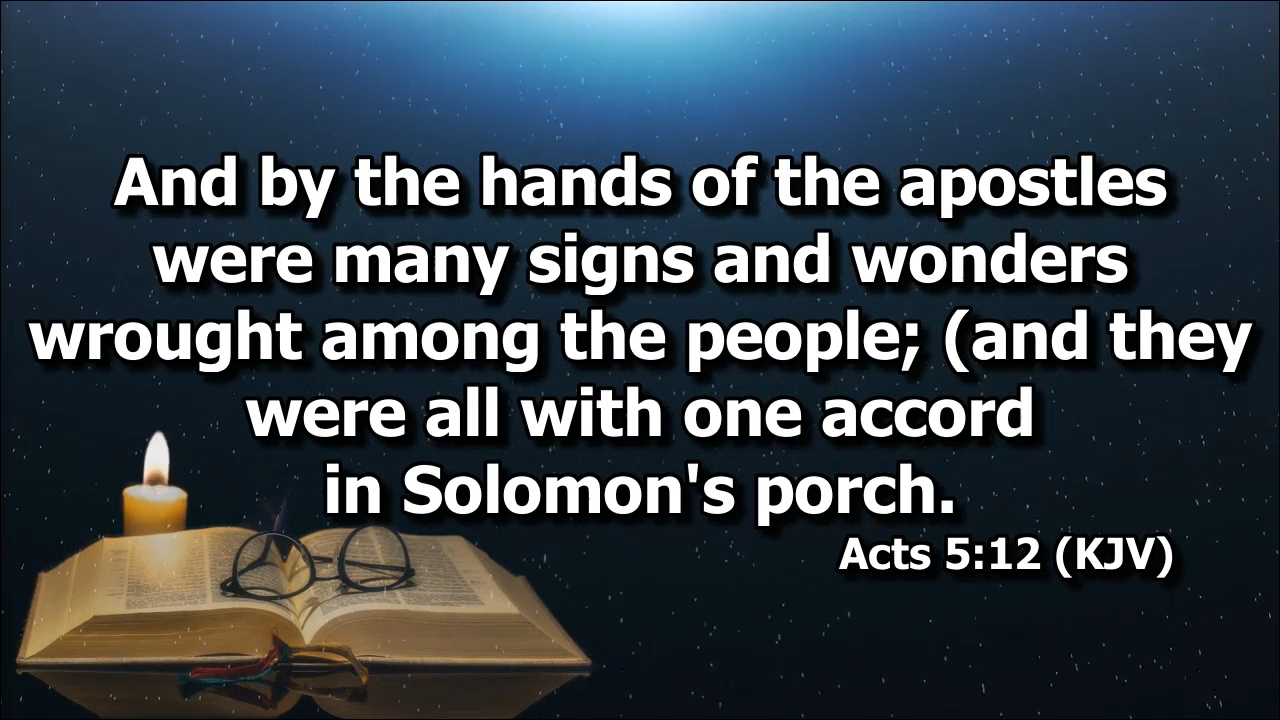 And by the hands of the apostles
were many signs and wonders
wrought among the people; (and they
were all with one accord
in Solomon's porch.
Acts 5:12 (KJV)